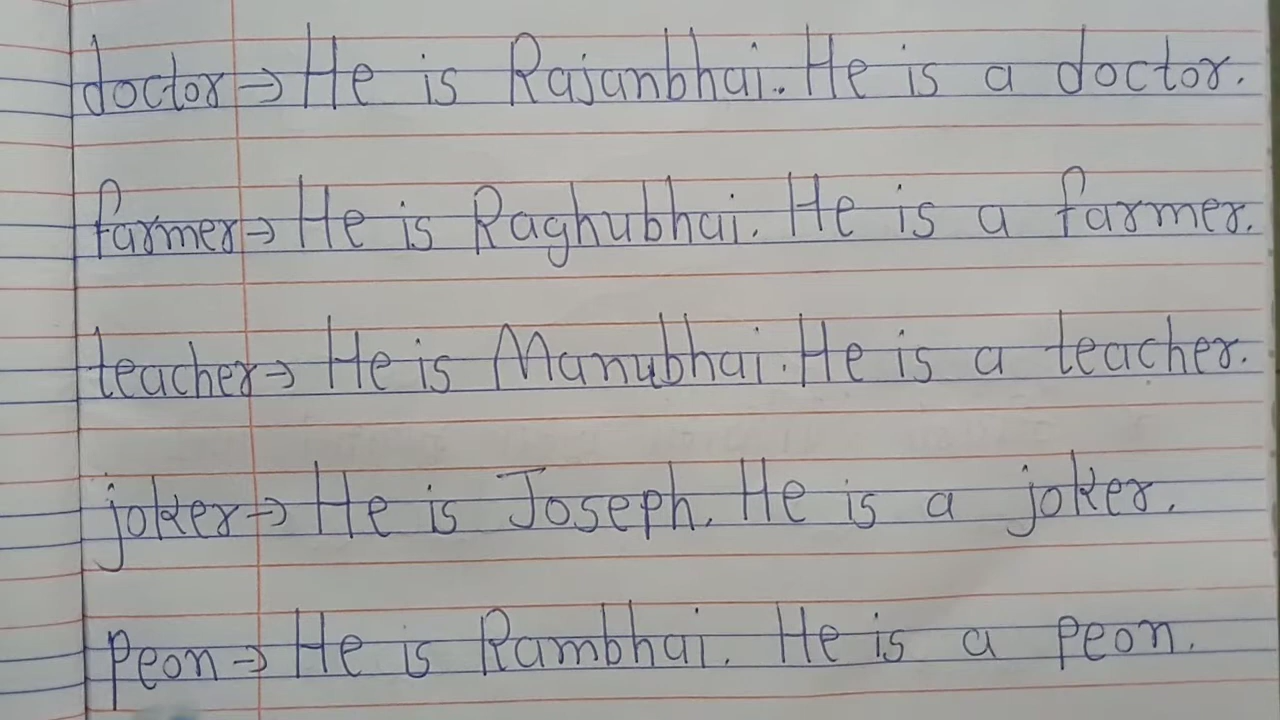 doctor → He is Rajanbhai. He is a doctor.
farmer → He is Raghubhai. He is a farmer.
teacher → He is Manubhai. He is a teacher.
joker → He is Joseph. He is a joker.
peon → He is Rambhai. He is a peon.